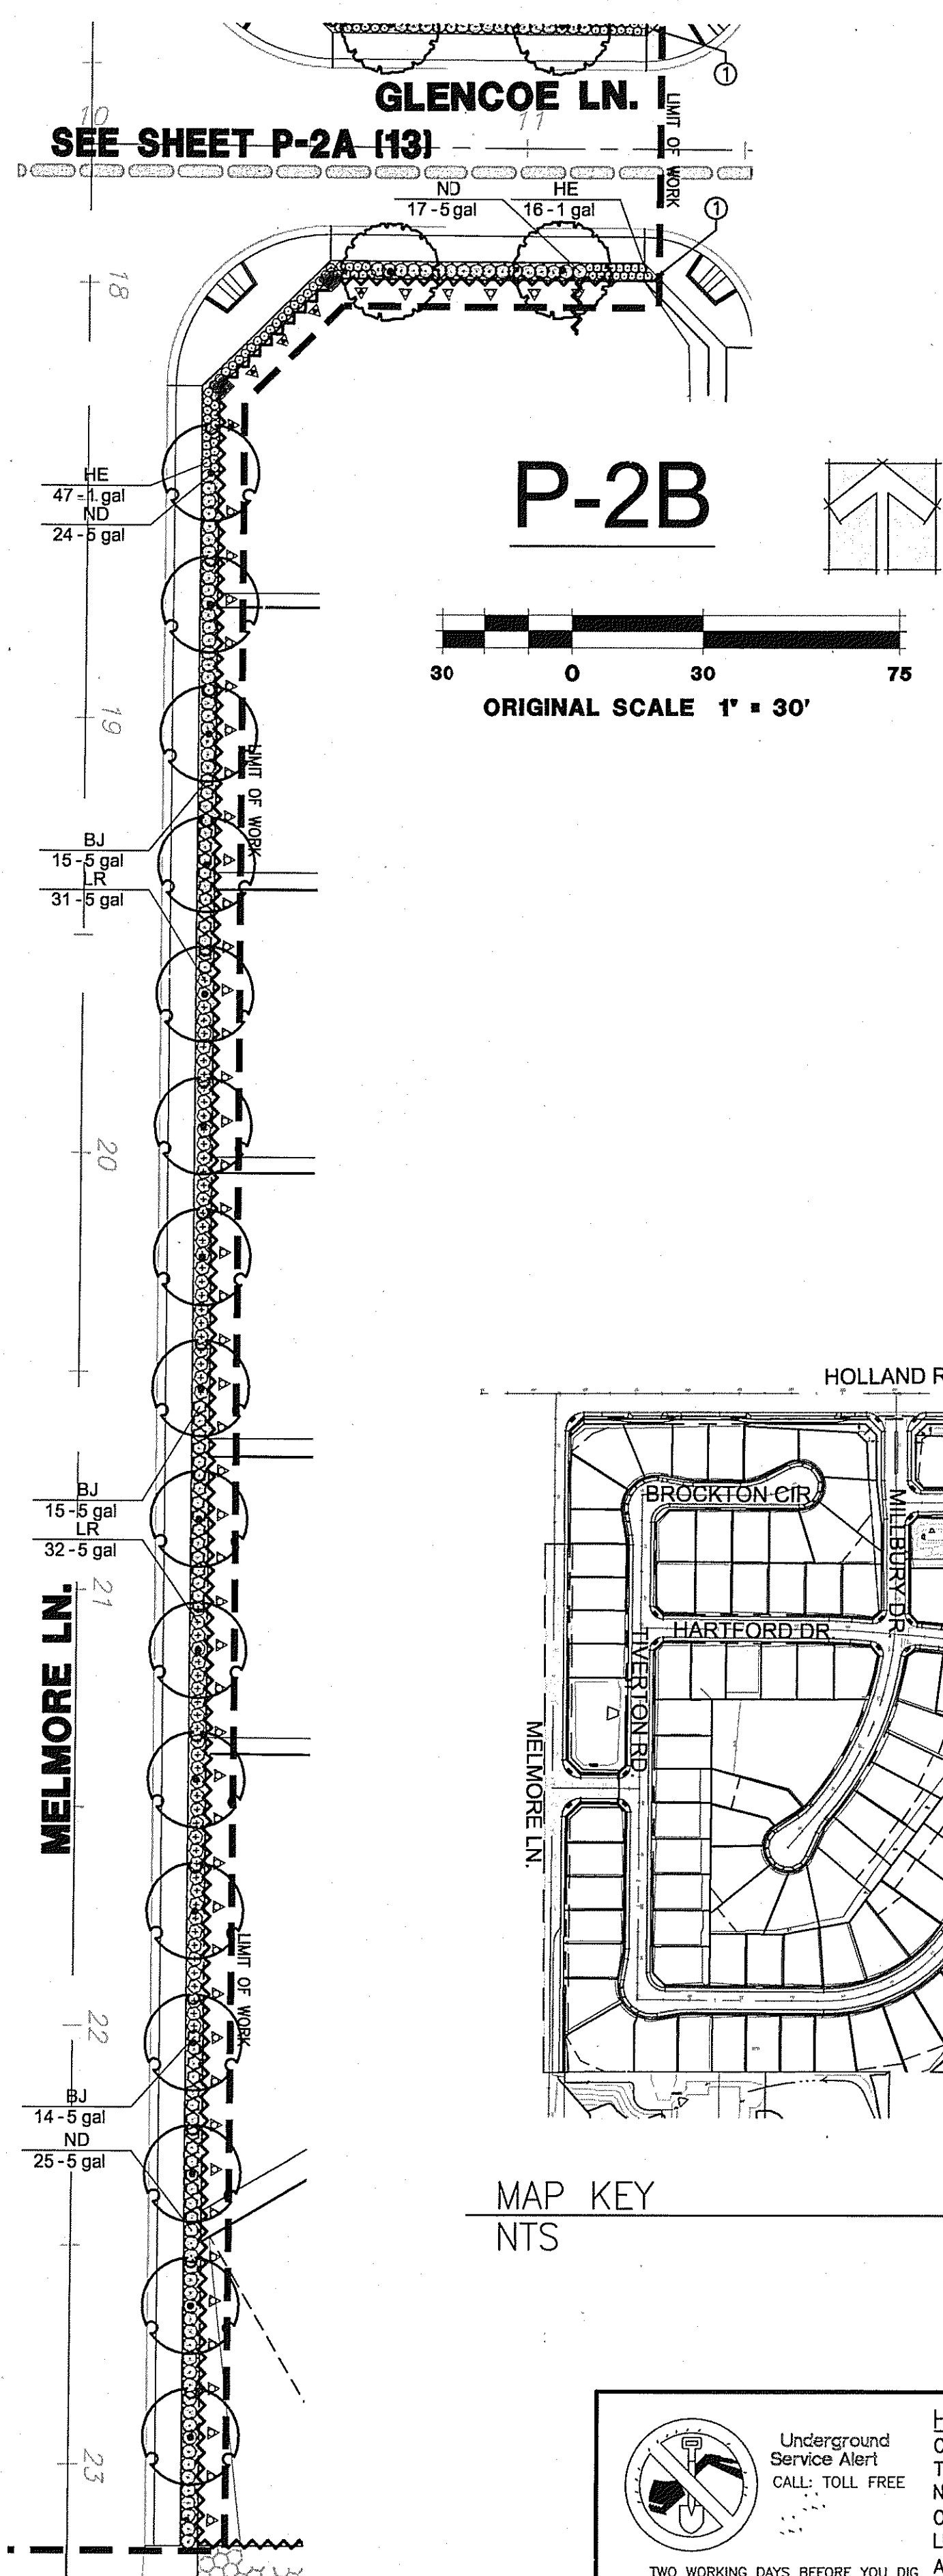 ①
GLENCOE LN.
LIMIT OF WORK
10
11
SEE SHEET P-2A (13)
ND
17-5 gal
HE
16-1 gal
①
18
HE
47-1 gal
ND
24-5 gal
P-2B
30 0 30 75
ORIGINAL SCALE 1" = 30'
19
LIMIT OF WORK
BJ
15-5 gal
LR
31-5 gal
20
HOLLAND R
BROCKTON CIR
MILLBURY DR
HARTFORD DR.
TIVERTON RD
MELMORE LN.
BJ
15-5 gal
LR
32-5 gal
21
MELMORE LN.
LIMIT OF WORK
22
BJ
14-5 gal
ND
25-5 gal
MAP KEY
NTS
23
Underground
Service Alert
CALL: TOLL FREE
TWO WORKING DAYS BEFORE YOU DIG
H
C
T
N
O
L
A